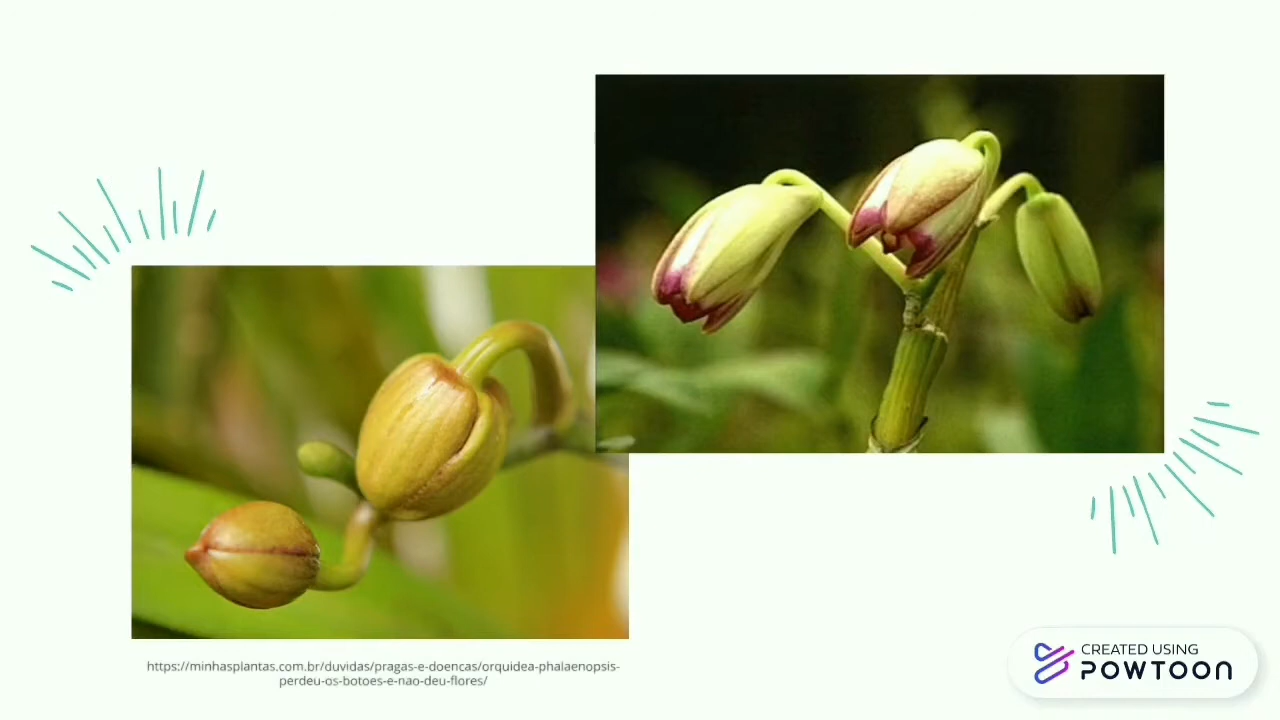 https://minhasplantas.com.br/duvidas/pragas-e-doencas/orquidea-phalaenopsis-
perdeu-os-botoes-e-nao-deu-flores/
CREATED USING
POWTOON